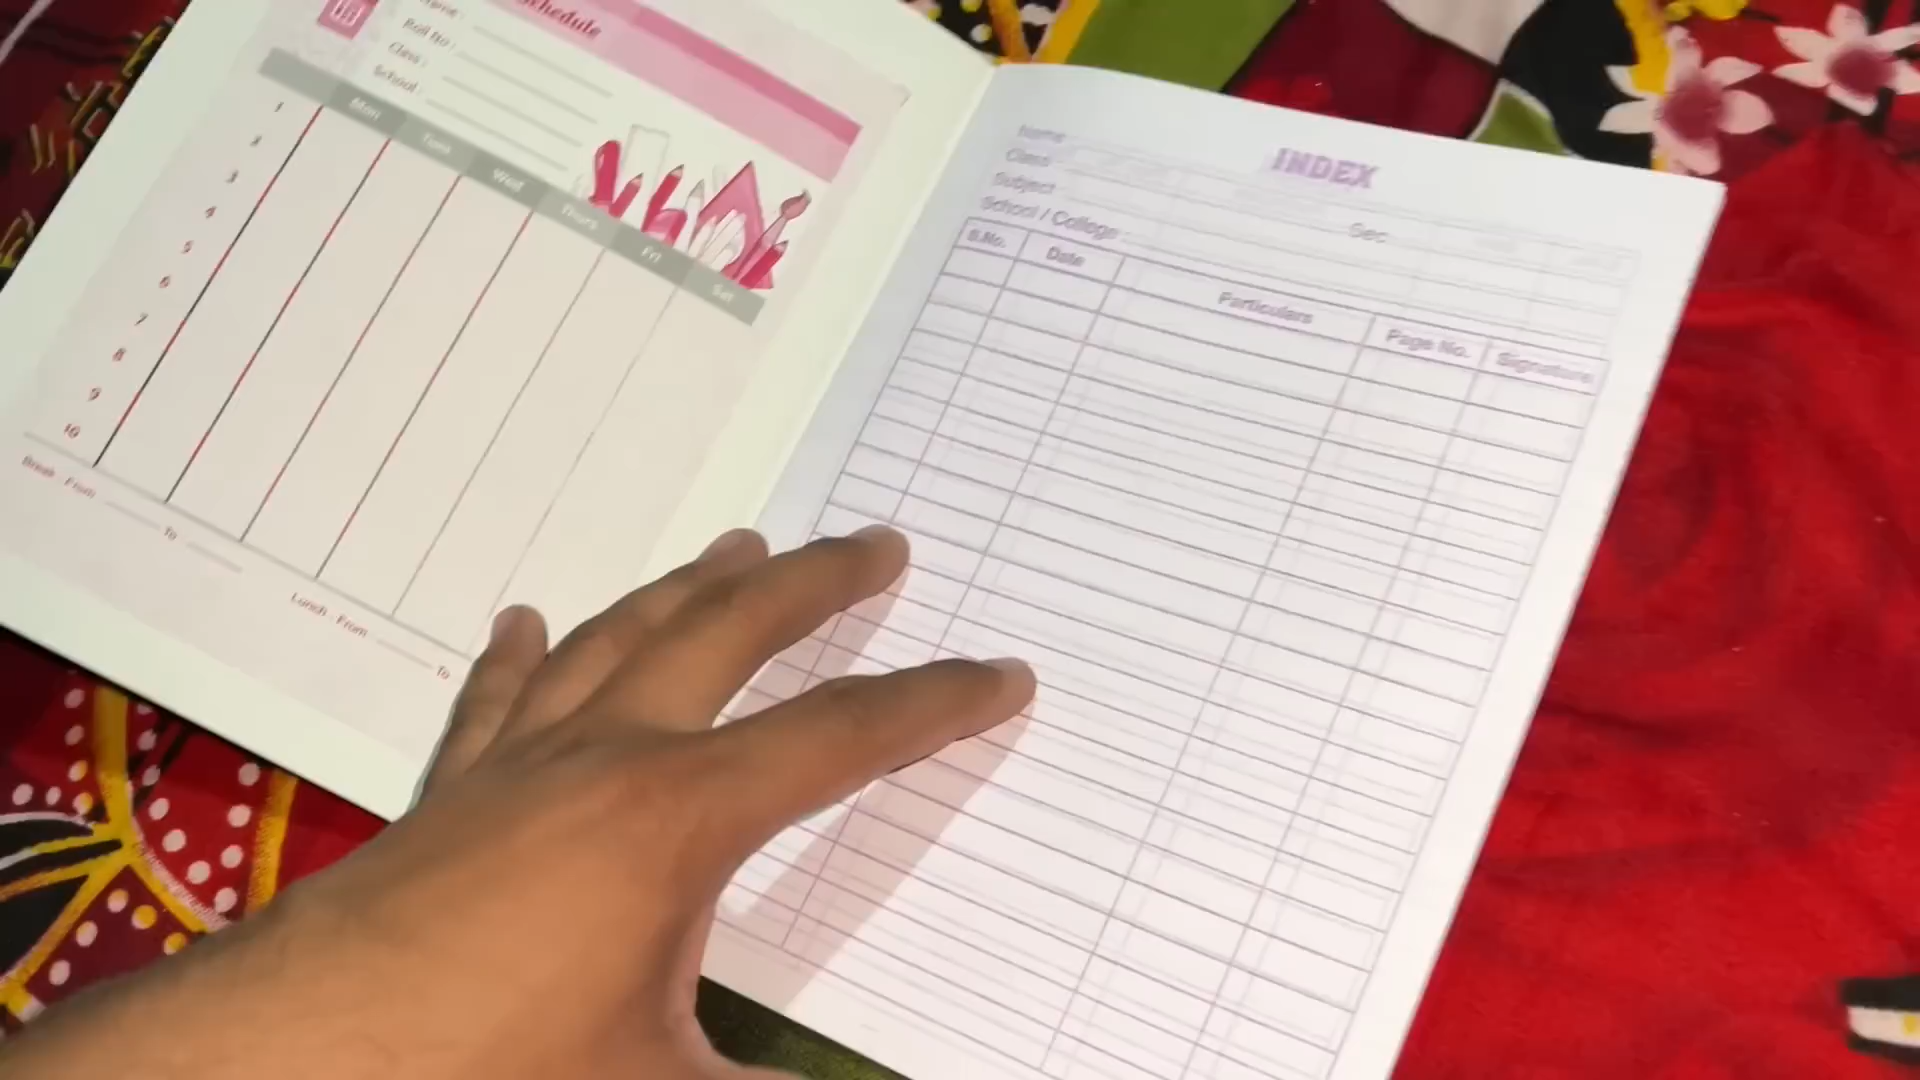 Schedule
Name :
Roll No :
Class :
School :
Mon Tues Wed Thurs Fri Sat
1
2
3
4
5
6
7
8
9
10
Break - From To
Lunch - From To
INDEX
Name
Class
Subject
Sec
School / College :
S.No. Date Particulars Page No. Signature